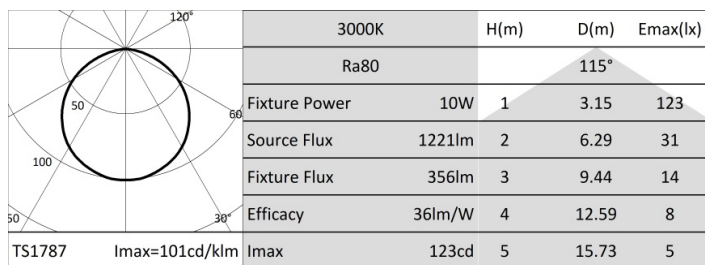 120°
50
60
100
50
30°
TS1787 Imax=101cd/klm
3000K H(m) D(m) Emax(lx)
Ra80 115°
Fixture Power 10W 1 3.15 123
Source Flux 1221lm 2 6.29 31
Fixture Flux 356lm 3 9.44 14
Efficacy 36lm/W 4 12.59 8
Imax 123cd 5 15.73 5